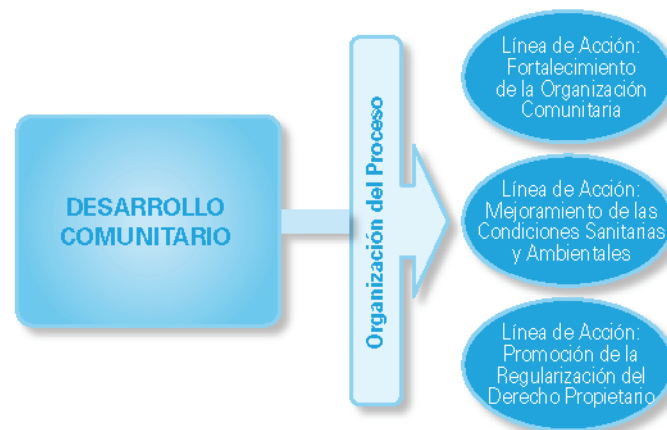 DESARROLLO
COMUNITARIO
Organización del Proceso
Línea de Acción:
Fortalecimiento
de la Organización
Comunitaria
Línea de Acción:
Mejoramiento de las
Condiciones Sanitarias
y Ambientales
Línea de Acción:
Promoción de la
Regularización del
Derecho Propietario